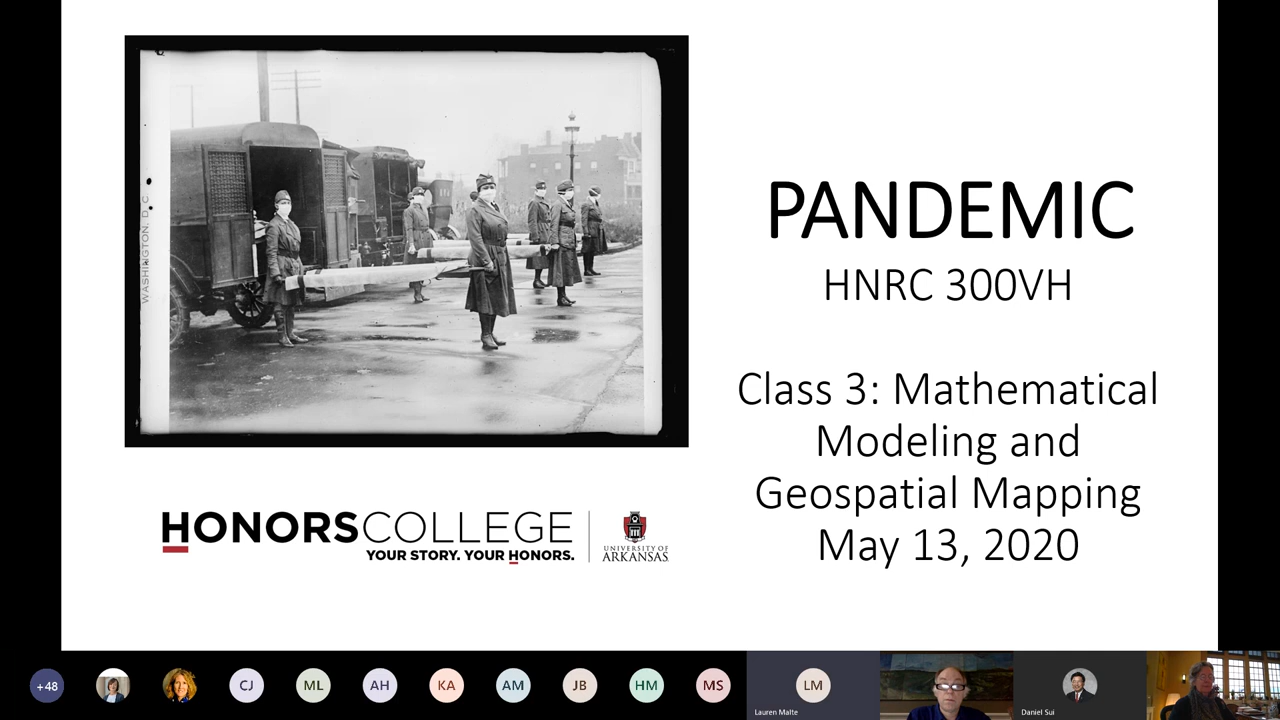 WASHINGTON, D.C.
PANDEMIC
HNRC 300VH
Class 3: Mathematical
Modeling and
Geospatial Mapping
May 13, 2020
HONORSCOLLEGE
YOUR STORY. YOUR HONORS.
UNIVERSITY OF
ARKANSAS
+48
CJ
ML
AH
KA
AM
JB
HM
MS
LM
Lauren Malte
Daniel Sui